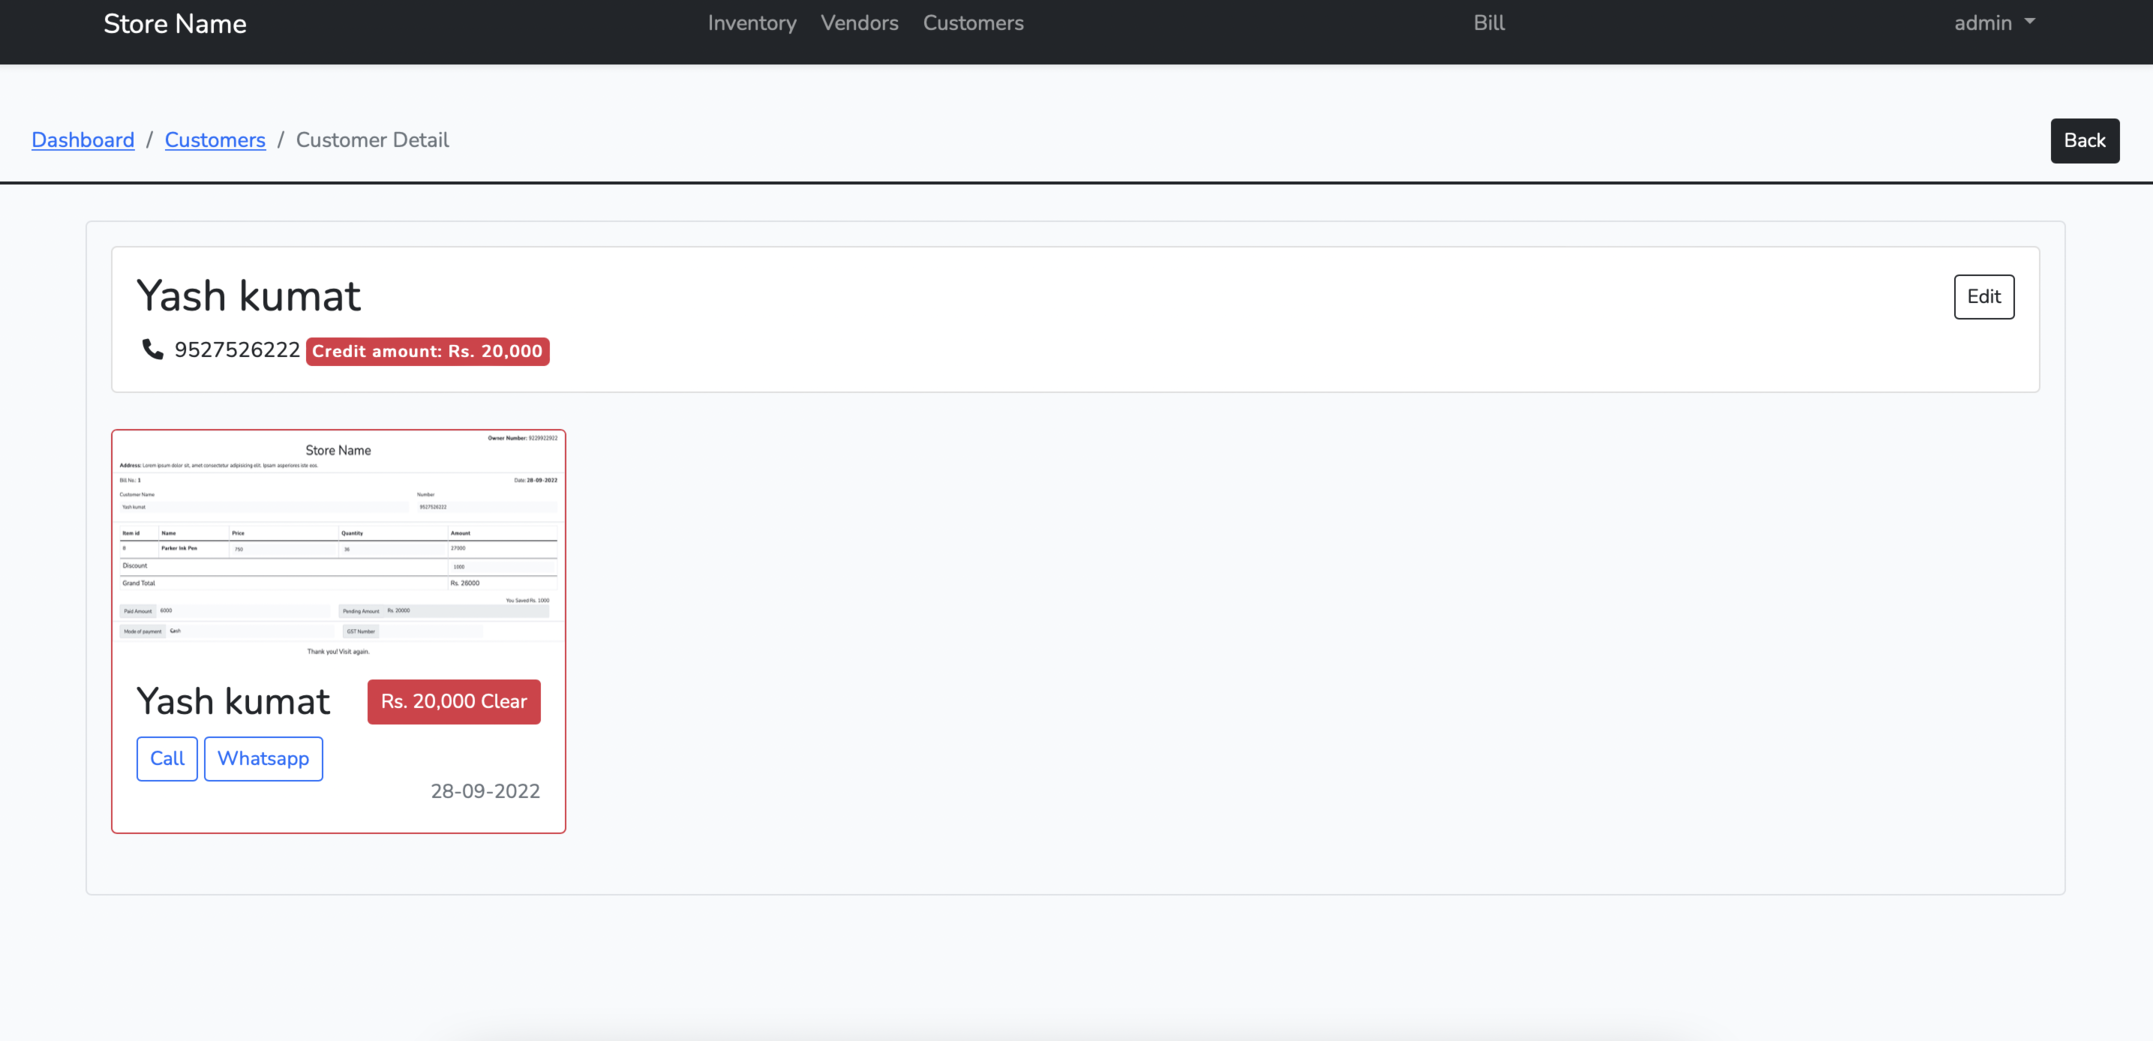 Store Name Inventory Vendors Customers Bill admin
Dashboard / Customers / Customer Detail Back
Yash kumat Edit
9527526222 Credit amount: Rs. 20,000
Owner Number: 9229922922
Store Name
Address: Lorem ipsum dolor sit, amet consectetur adipisicing elit. Ipsam asperiores iste eos.
Bill No.: 1 Date: 28-09-2022
Customer Name Number
Yash kumat 9527526222
Item id Name Price Quantity Amount
Parker Ink Pen 750 36 27000
Discount 1000
Grand Total Rs. 26000
You Saved Rs. 1000
Paid Amount 6000 Pending Amount Rs. 20000
Mode of payment Cash GST Number
Thank you! Visit again.
Yash kumat Rs. 20,000 Clear
Call Whatsapp
28-09-2022